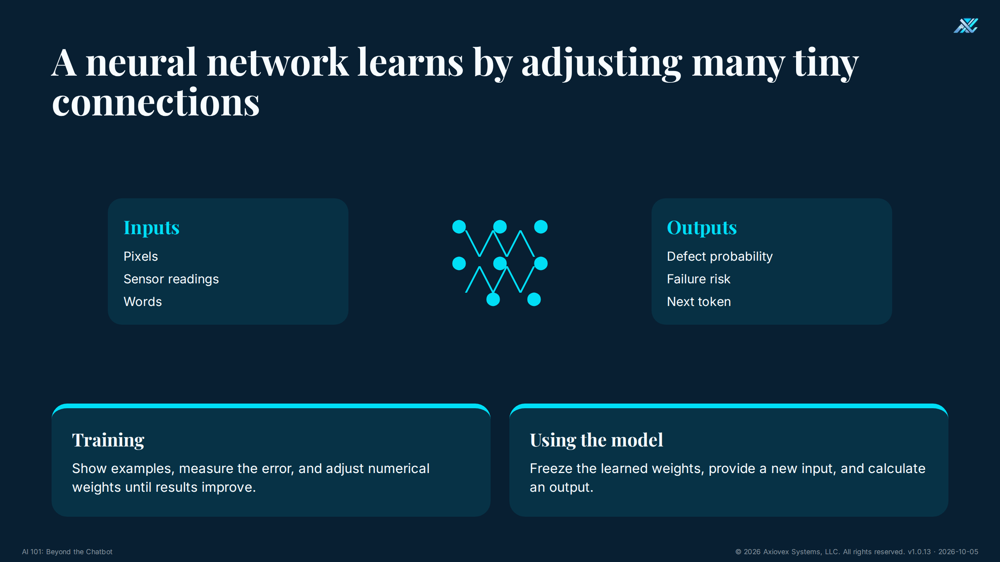 A neural network learns by adjusting many tiny
connections
Inputs
Pixels
Sensor readings
Words
Outputs
Defect probability
Failure risk
Next token
Training
Show examples, measure the error, and adjust numerical
weights until results improve.
Using the model
Freeze the learned weights, provide a new input, and calculate
an output.
AI 101: Beyond the Chatbot
© 2026 Axiovex Systems, LLC. All rights reserved. v1.0.13 · 2026-10-05